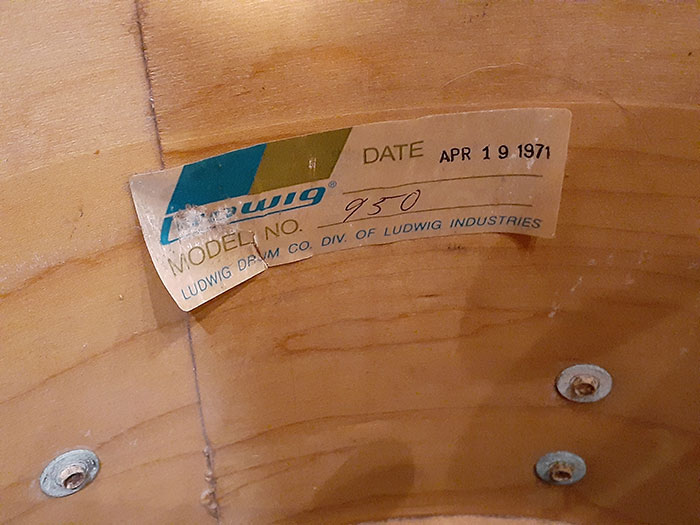 DATE APR 19 1971
Ludwig®
MODEL NO. 950
LUDWIG DRUM CO. DIV. OF LUDWIG INDUSTRIES